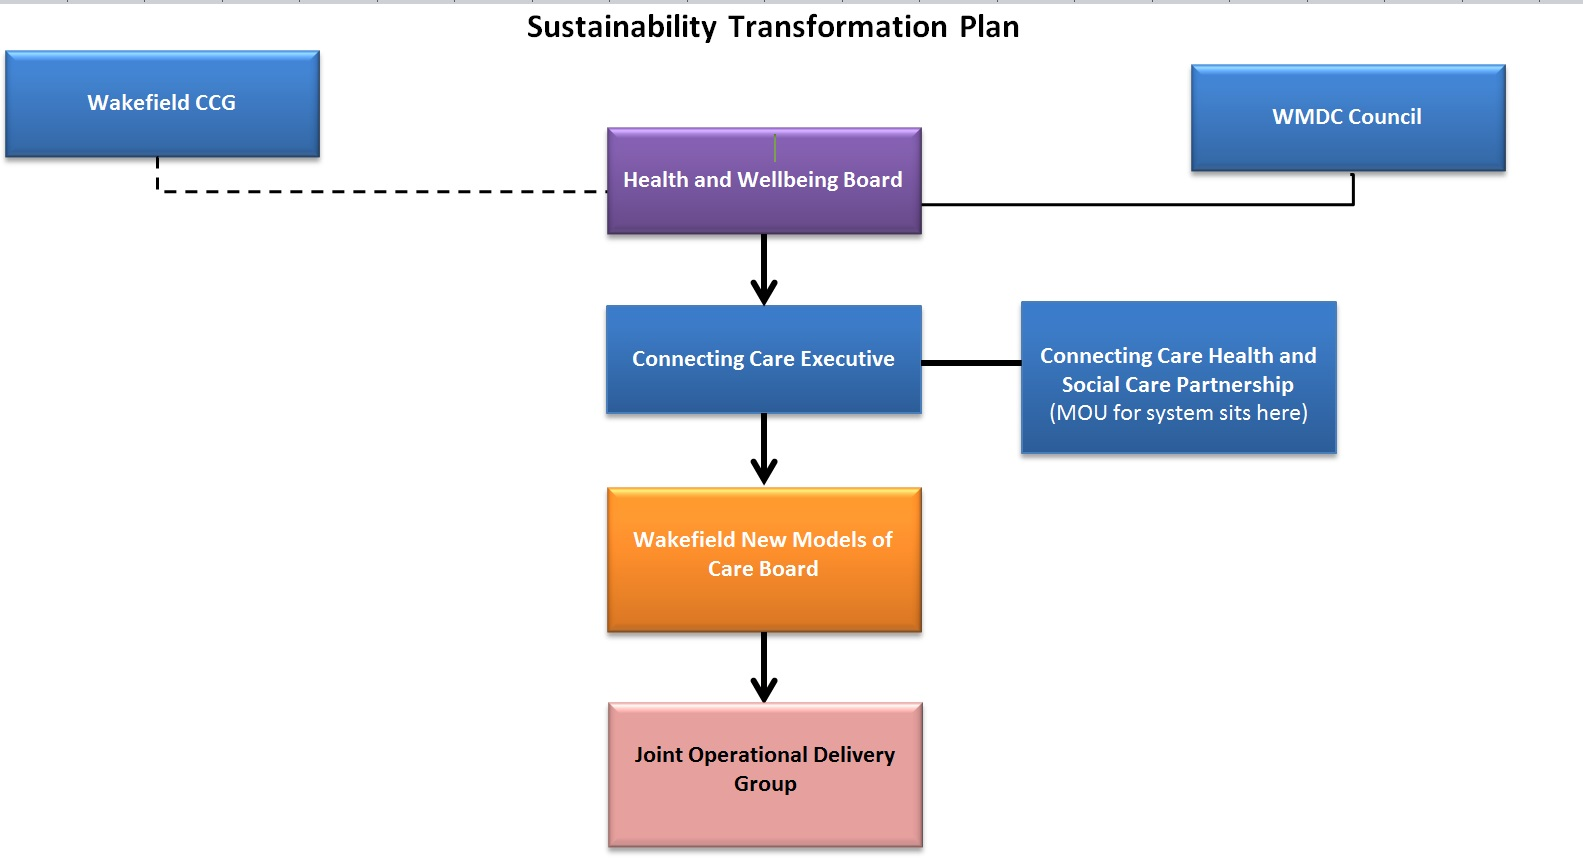 Sustainability Transformation Plan
Wakefield CCG
WMDC Council
Health and Wellbeing Board
Connecting Care Executive
Connecting Care Health and
Social Care Partnership
(MOU for system sits here)
Wakefield New Models of
Care Board
Joint Operational Delivery
Group